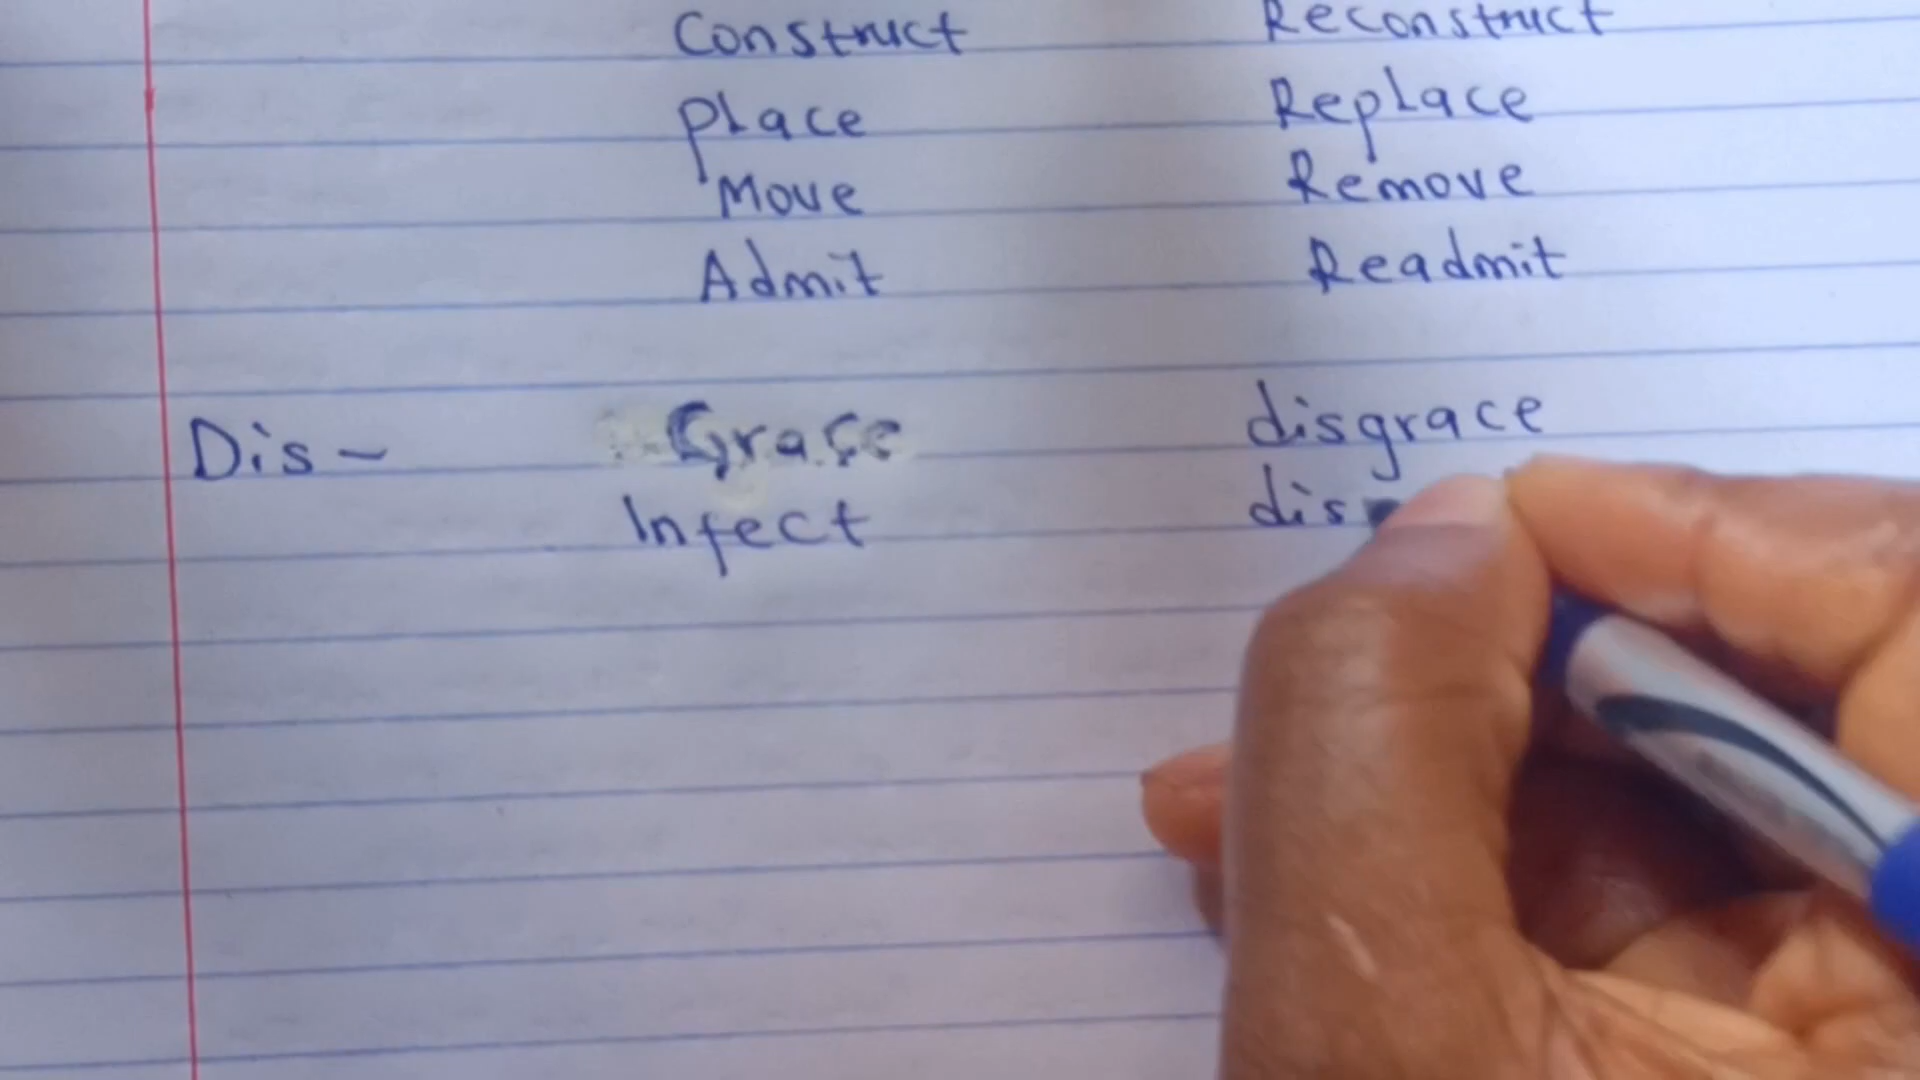 Construct Reconstruct
Place Replace
Move Remove
Admit Readmit
Dis- Grace disgrace
Infect dis